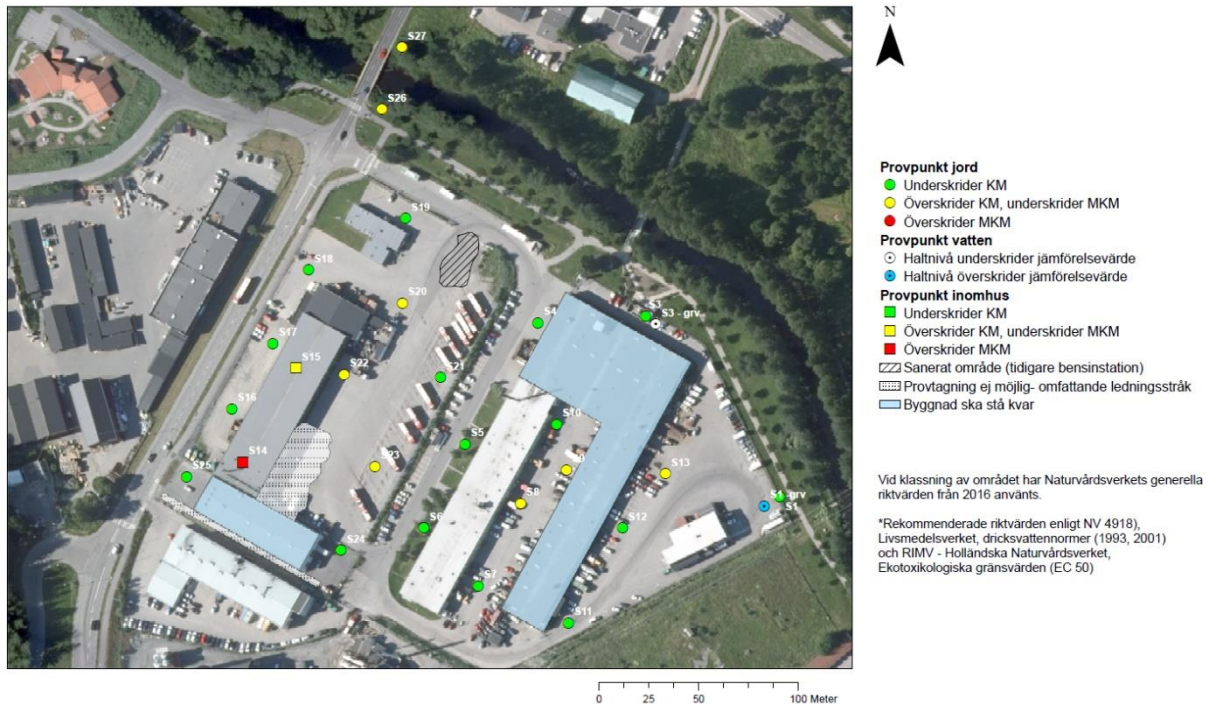 S27
S26
S19
S18
S20
S4
S3
S3 - grv
S17
S15
S22
S21
S16
S10
S5
S14
S23
S9
S13
S25
S8
S1 -grv
S1
S6
S12
S24
S7
S11
N
Provpunkt jord
Underskrider KM
Överskrider KM, underskrider MKM
Överskrider MKM
Provpunkt vatten
Haltnivå underskrider jämförelsevärde
Haltnivå överskrider jämförelsevärde
Provpunkt inomhus
Underskrider KM
Överskrider KM, underskrider MKM
Överskrider MKM
Sanerat område (tidigare bensinstation)
Provtagning ej möjlig- omfattande ledningsstråk
Byggnad ska stå kvar
Vid klassning av området har Naturvårdsverkets generella
riktvärden från 2016 använts.
*Rekommenderade riktvärden enligt NV 4918),
Livsmedelsverket, dricksvattennormer (1993, 2001)
och RIMV - Holländska Naturvårdsverket,
Ekotoxikologiska gränsvärden (EC 50)
0 25 50 100 Meter